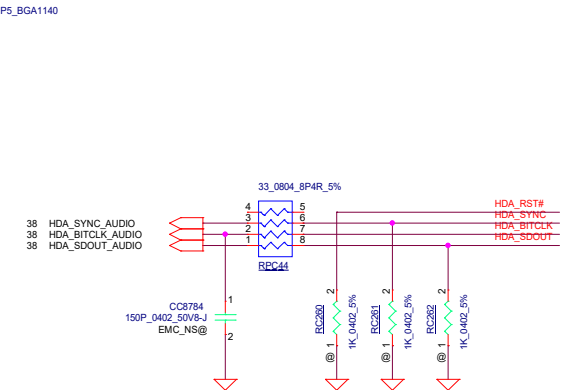 P5_BGA1140
33_0804_8P4R_5%
4 5 HDA_RST#
38 HDA_SYNC_AUDIO 3 6 HDA_SYNC
38 HDA_BITCLK_AUDIO 2 7 HDA_BITCLK
38 HDA_SDOUT_AUDIO 1 8 HDA_SDOUT
RPC44
CC8784
150P_0402_50V8-J
EMC_NS@
1
2
RC260
1K_0402_5%
2
@ 1
RC261
1K_0402_5%
2
@ 1
RC262
1K_0402_5%
2
@ 1